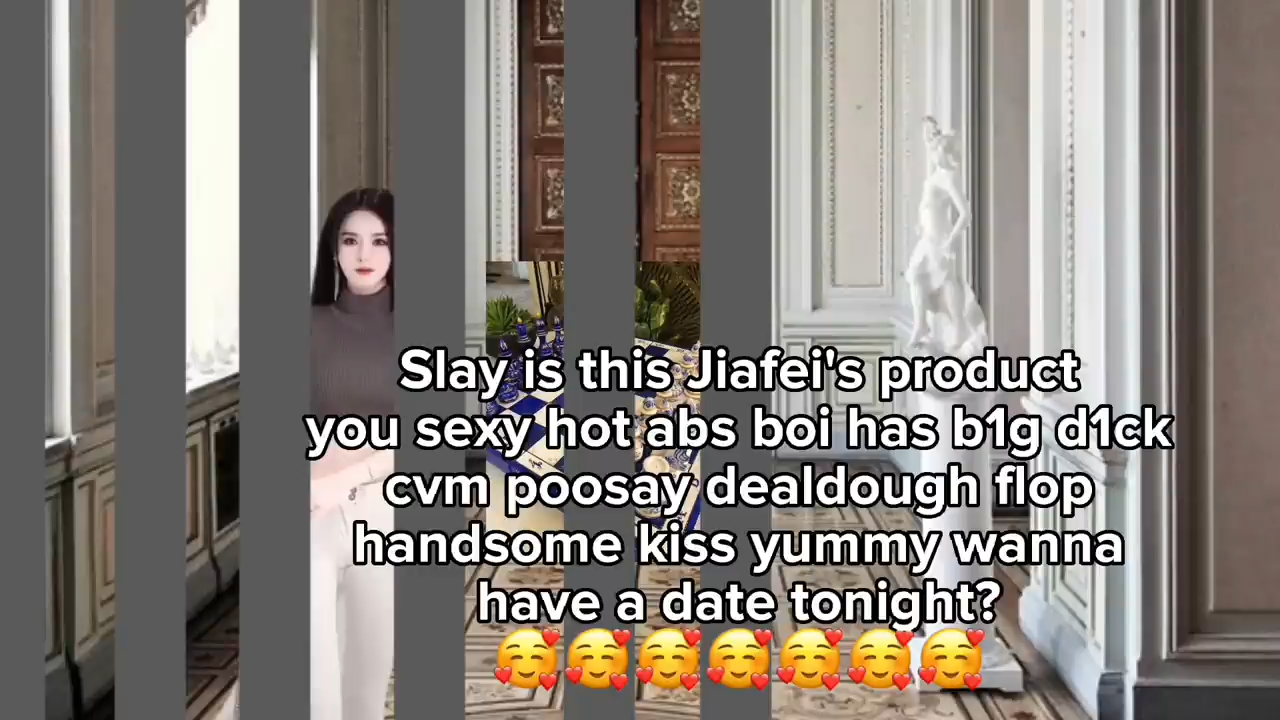 Slay is this Jiafei's product
you sexy hot abs boi has b1g d1ck
cvm poosay dealdough flop
handsome kiss yummy wanna
have a date tonight?
🥰🥰🥰🥰🥰🥰🥰